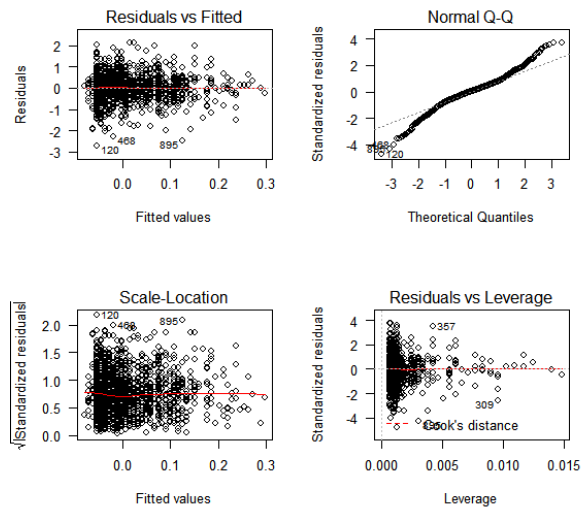 Residuals vs Fitted
Residuals
2
1
0
-1
-2
-3
120
468
895
0.0 0.1 0.2 0.3
Fitted values
Normal Q-Q
Standardized residuals
4
2
0
-2
-4
120
-3 -2 -1 0 1 2 3
Theoretical Quantiles
Scale-Location
√|Standardized residuals|
2.0
1.5
1.0
0.5
0.0
120
468
895
0.0 0.1 0.2 0.3
Fitted values
Residuals vs Leverage
Standardized residuals
4
2
0
-2
-4
357
309
Cook's distance
0.000 0.005 0.010 0.015
Leverage